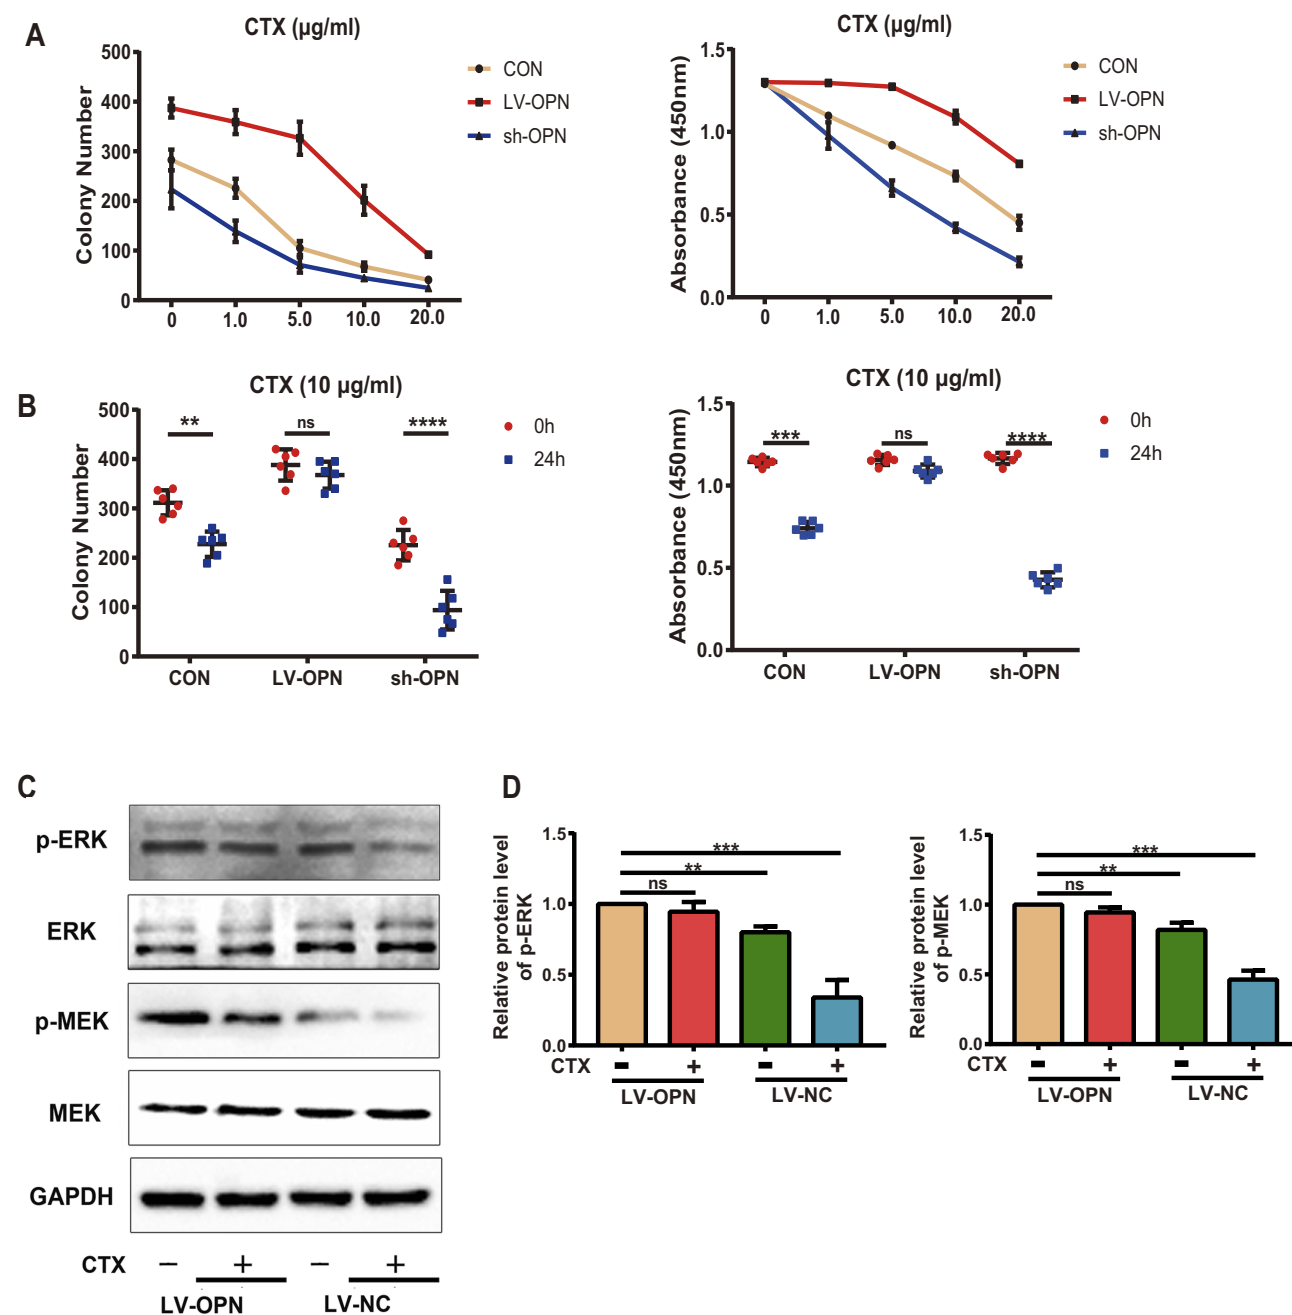 A
CTX (µg/ml)
Colony Number
500
400
300
200
100
0
0 1.0 5.0 10.0 20.0
CON
LV-OPN
sh-OPN
CTX (µg/ml)
Absorbance (450nm)
1.5
1.0
0.5
0.0
0 1.0 5.0 10.0 20.0
CON
LV-OPN
sh-OPN
B
CTX (10 µg/ml)
Colony Number
500
400
300
200
100
0
** ns ****
CON LV-OPN sh-OPN
0h
24h
CTX (10 µg/ml)
Absorbance (450nm)
1.5
1.0
0.5
0.0
*** ns ****
CON LV-OPN sh-OPN
0h
24h
C
p-ERK
ERK
p-MEK
MEK
GAPDH
CTX − + − +
LV-OPN LV-NC
D
Relative protein level
of p-ERK
1.5
1.0
0.5
0.0
***
**
ns
CTX - + - +
LV-OPN LV-NC
Relative protein level
of p-MEK
1.5
1.0
0.5
0.0
***
**
ns
CTX - + - +
LV-OPN LV-NC